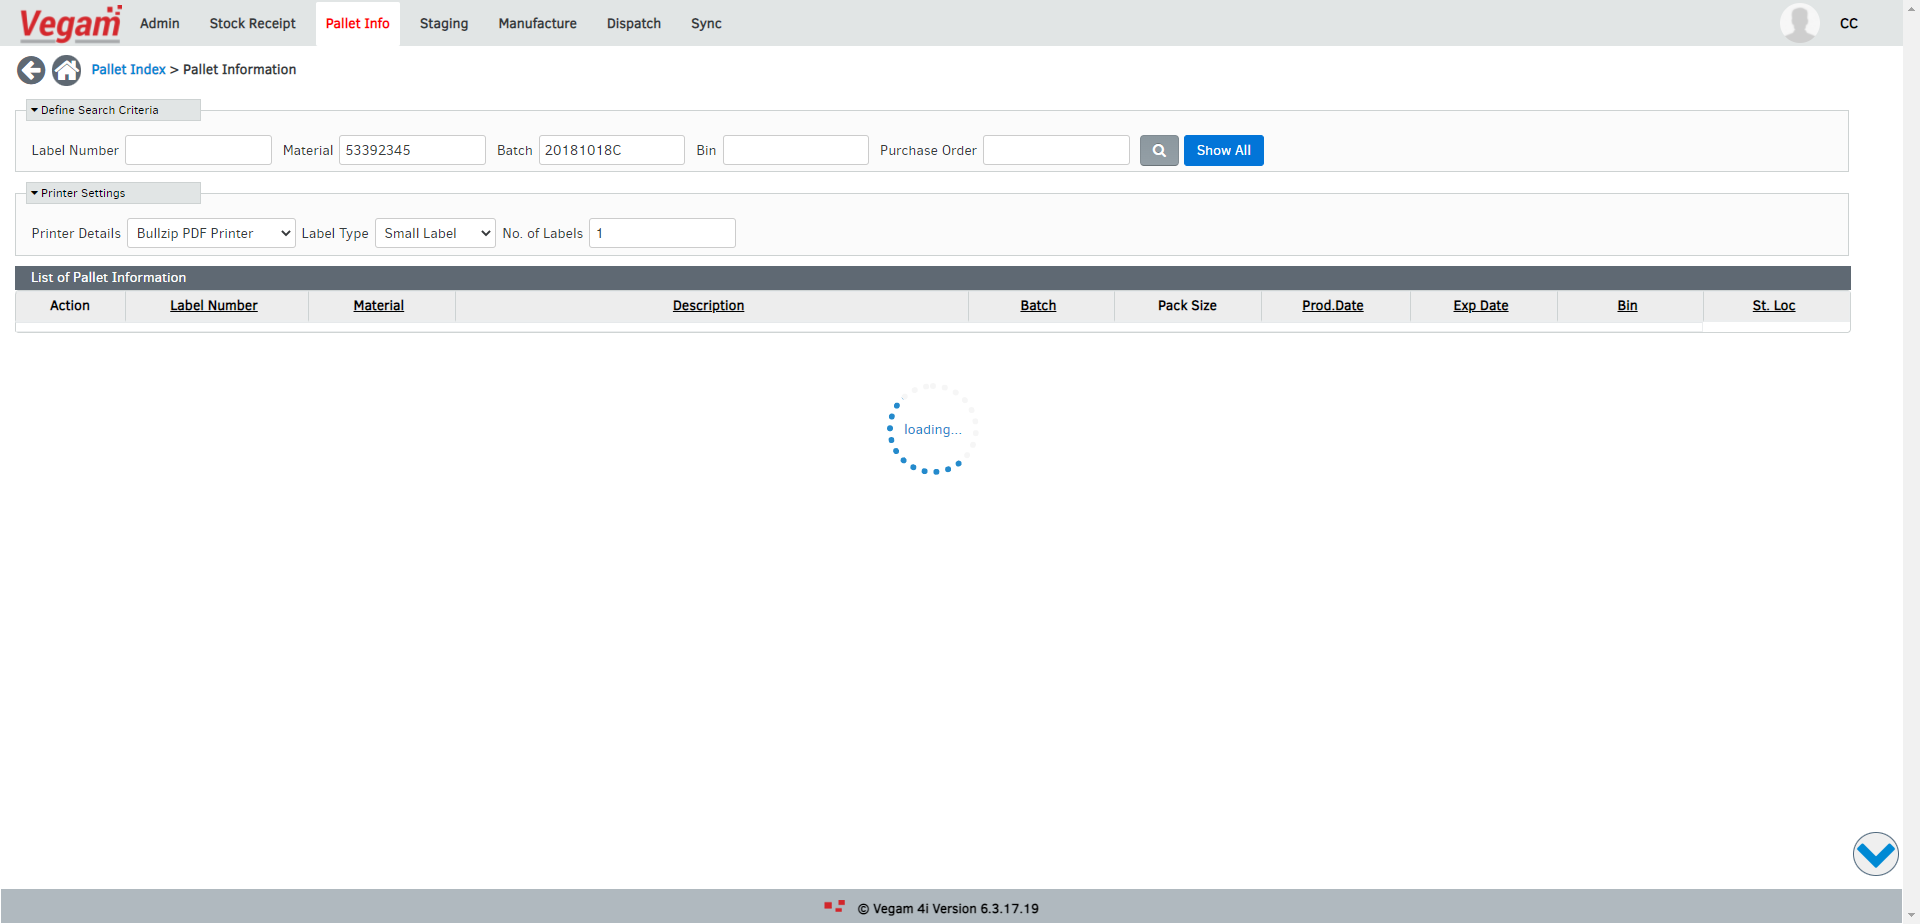 Vegam Admin Stock Receipt Pallet Info Staging Manufacture Dispatch Sync CC
Pallet Index > Pallet Information
Define Search Criteria
Label Number Material 53392345 Batch 20181018C Bin Purchase Order Show All
Printer Settings
Printer Details Bullzip PDF Printer Label Type Small Label No. of Labels 1
List of Pallet Information
Action Label Number Material Description Batch Pack Size Prod.Date Exp Date Bin St. Loc
loading...
© Vegam 4i Version 6.3.17.19